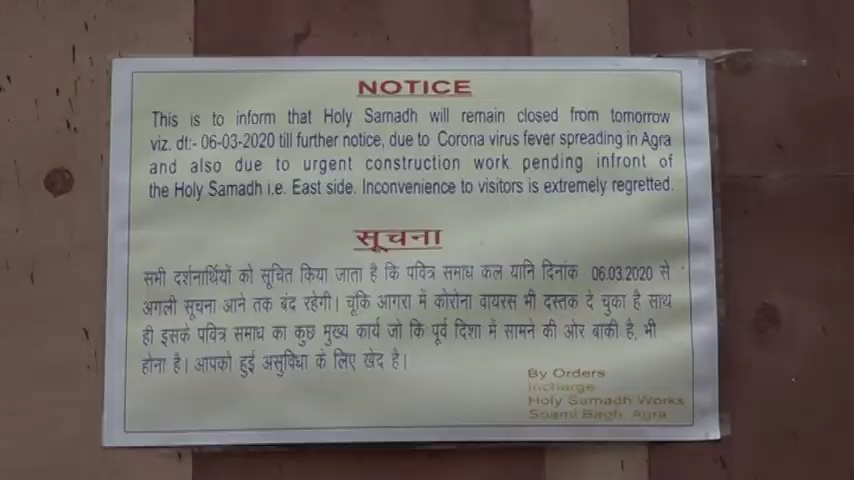 NOTICE
This is to inform that Holy Samadh will remain closed from tomorrow
viz. dt:- 06-03-2020 till further notice, due to Corona virus fever spreading in Agra
and also due to urgent construction work pending infront of
the Holy Samadh i.e. East side. Inconvenience to visitors is extremely regretted.
सूचना
सभी दर्शनार्थियों को सूचित किया जाता है कि पवित्र समाध कल यानि दिनांक 06.03.2020 से
अगली सूचना आने तक बंद रहेगी। चूंकि आगरा में कोरोना वायरस भी दस्तक दे चुका है साथ
ही इसके पवित्र समाध का कुछ मुख्य कार्य जो कि पूर्व दिशा में सामने की ओर बाकी है, भी
होना है। आपको हुई असुविधा के लिए खेद है।
By Orders
Incharge
Holy Samadh Works
Soami Bagh, Agra